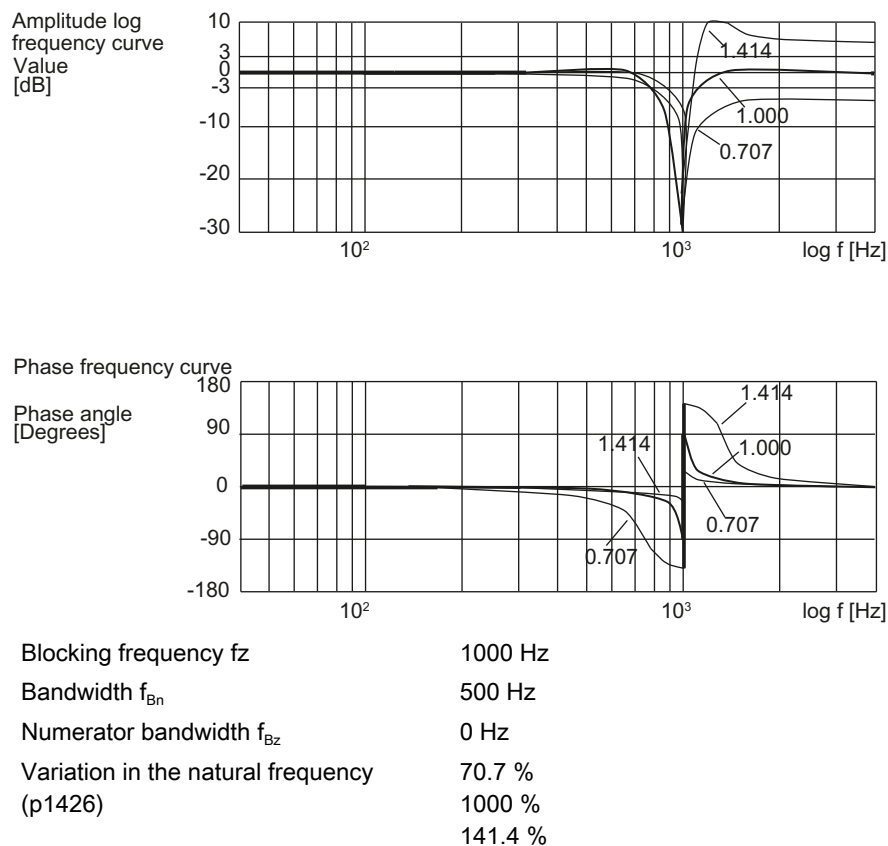 Amplitude log
frequency curve
Value
[dB]
10
3
0
-3
-10
-20
-30
1.414
1.000
0.707
10²
10³
log f [Hz]
Phase frequency curve
Phase angle
[Degrees]
180
90
0
-90
-180
1.414
1.414
1.000
0.707
0.707
10²
10³
log f [Hz]
Blocking frequency fz 1000 Hz
Bandwidth fBn 500 Hz
Numerator bandwidth fBz 0 Hz
Variation in the natural frequency 70.7 %
(p1426) 1000 %
141.4 %